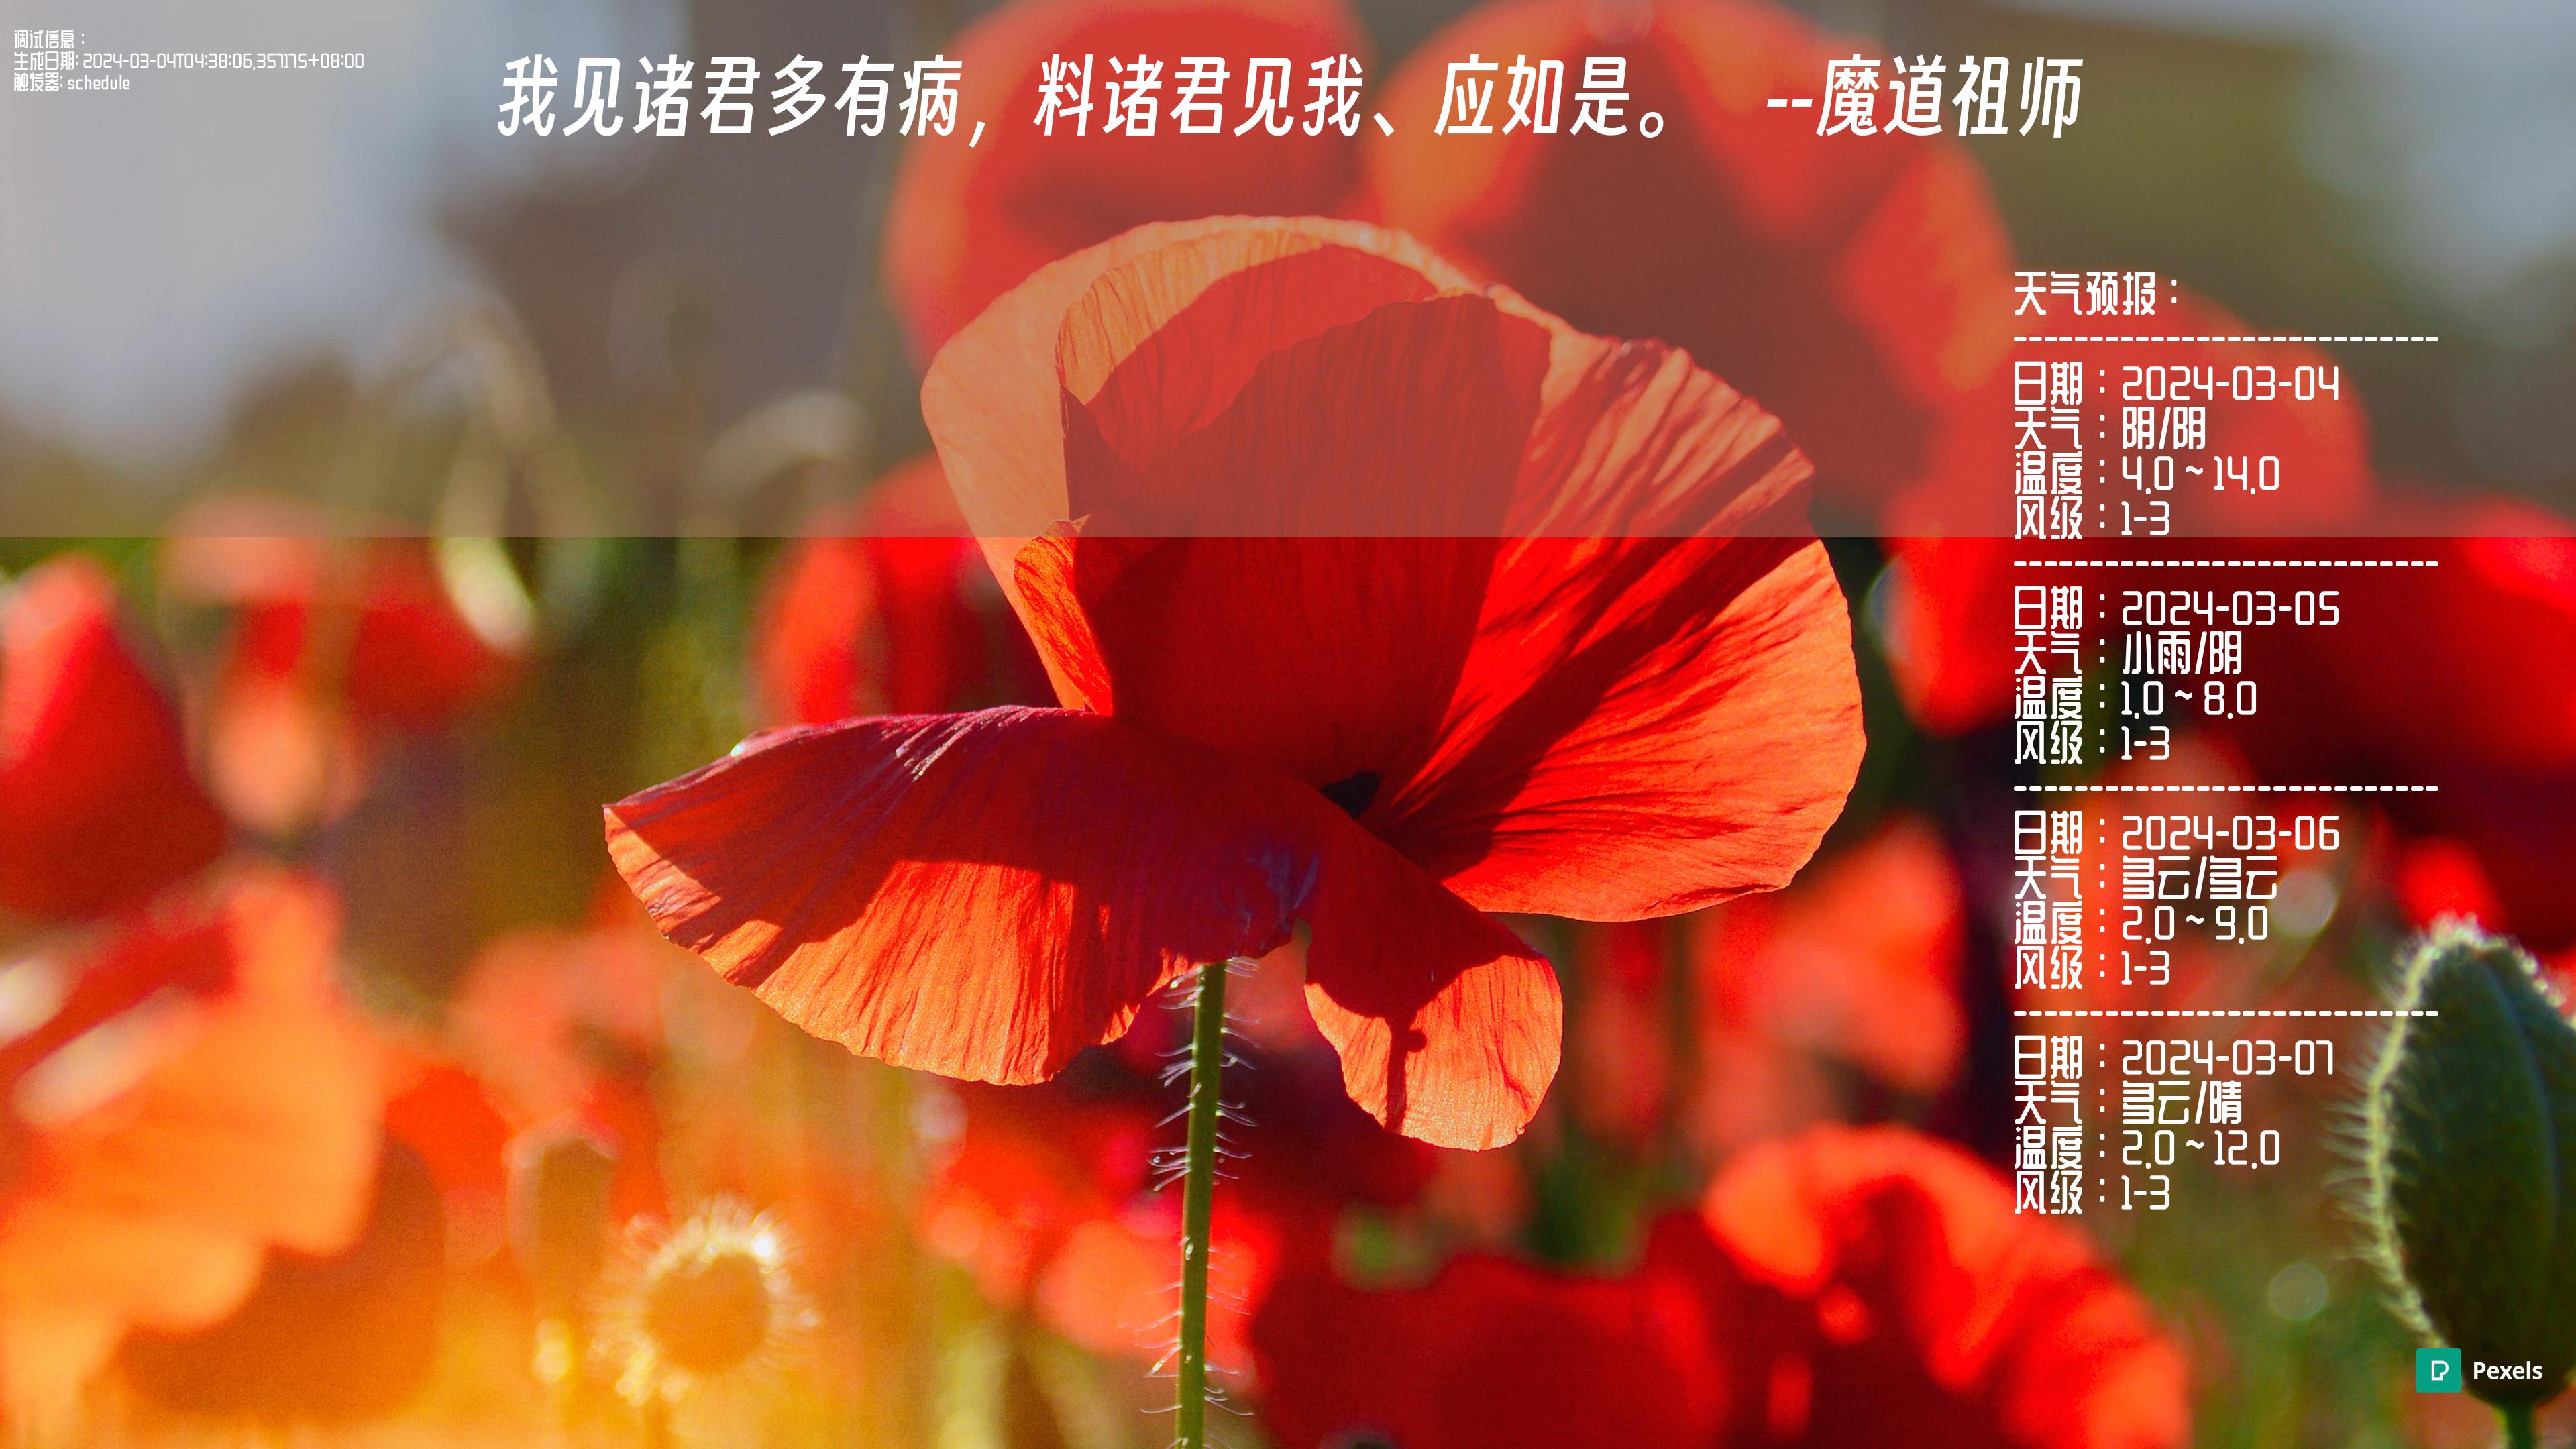 调试信息：
生成日期: 2024-03-04T04:38:06.357175+08:00
触发器: schedule
我见诸君多有病，料诸君见我、应如是。 --魔道祖师
天气预报：
----------------------------
日期：2024-03-04
天气：阴/阴
温度：4.0 ~ 14.0
风级：1-3
----------------------------
日期：2024-03-05
天气：小雨/阴
温度：1.0 ~ 8.0
风级：1-3
----------------------------
日期：2024-03-06
天气：多云/多云
温度：2.0 ~ 9.0
风级：1-3
----------------------------
日期：2024-03-07
天气：多云/晴
温度：2.0 ~ 12.0
风级：1-3
Pexels